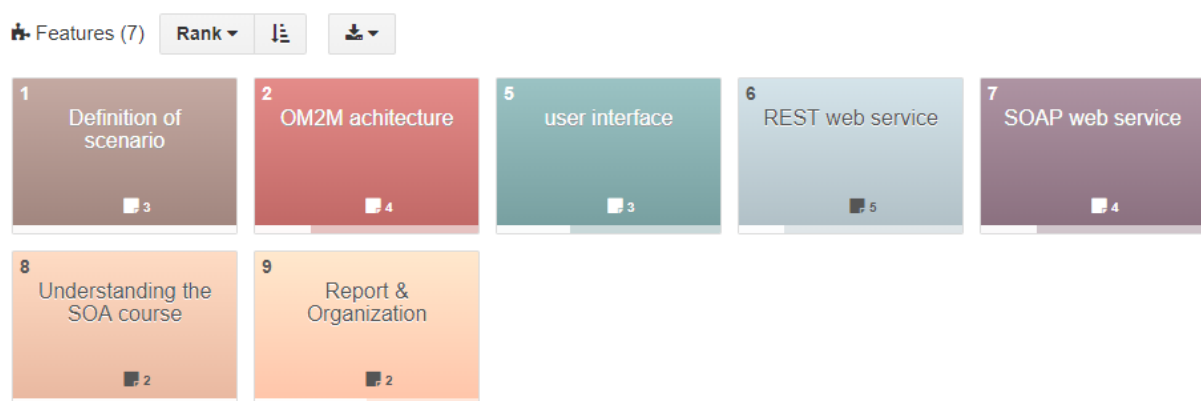 Features (7) Rank
1 2 5 6 7
Definition of
scenario
OM2M achitecture
user interface
REST web service
SOAP web service
3 4 3 5 4
8 9
Understanding the
SOA course
Report &
Organization
2 2